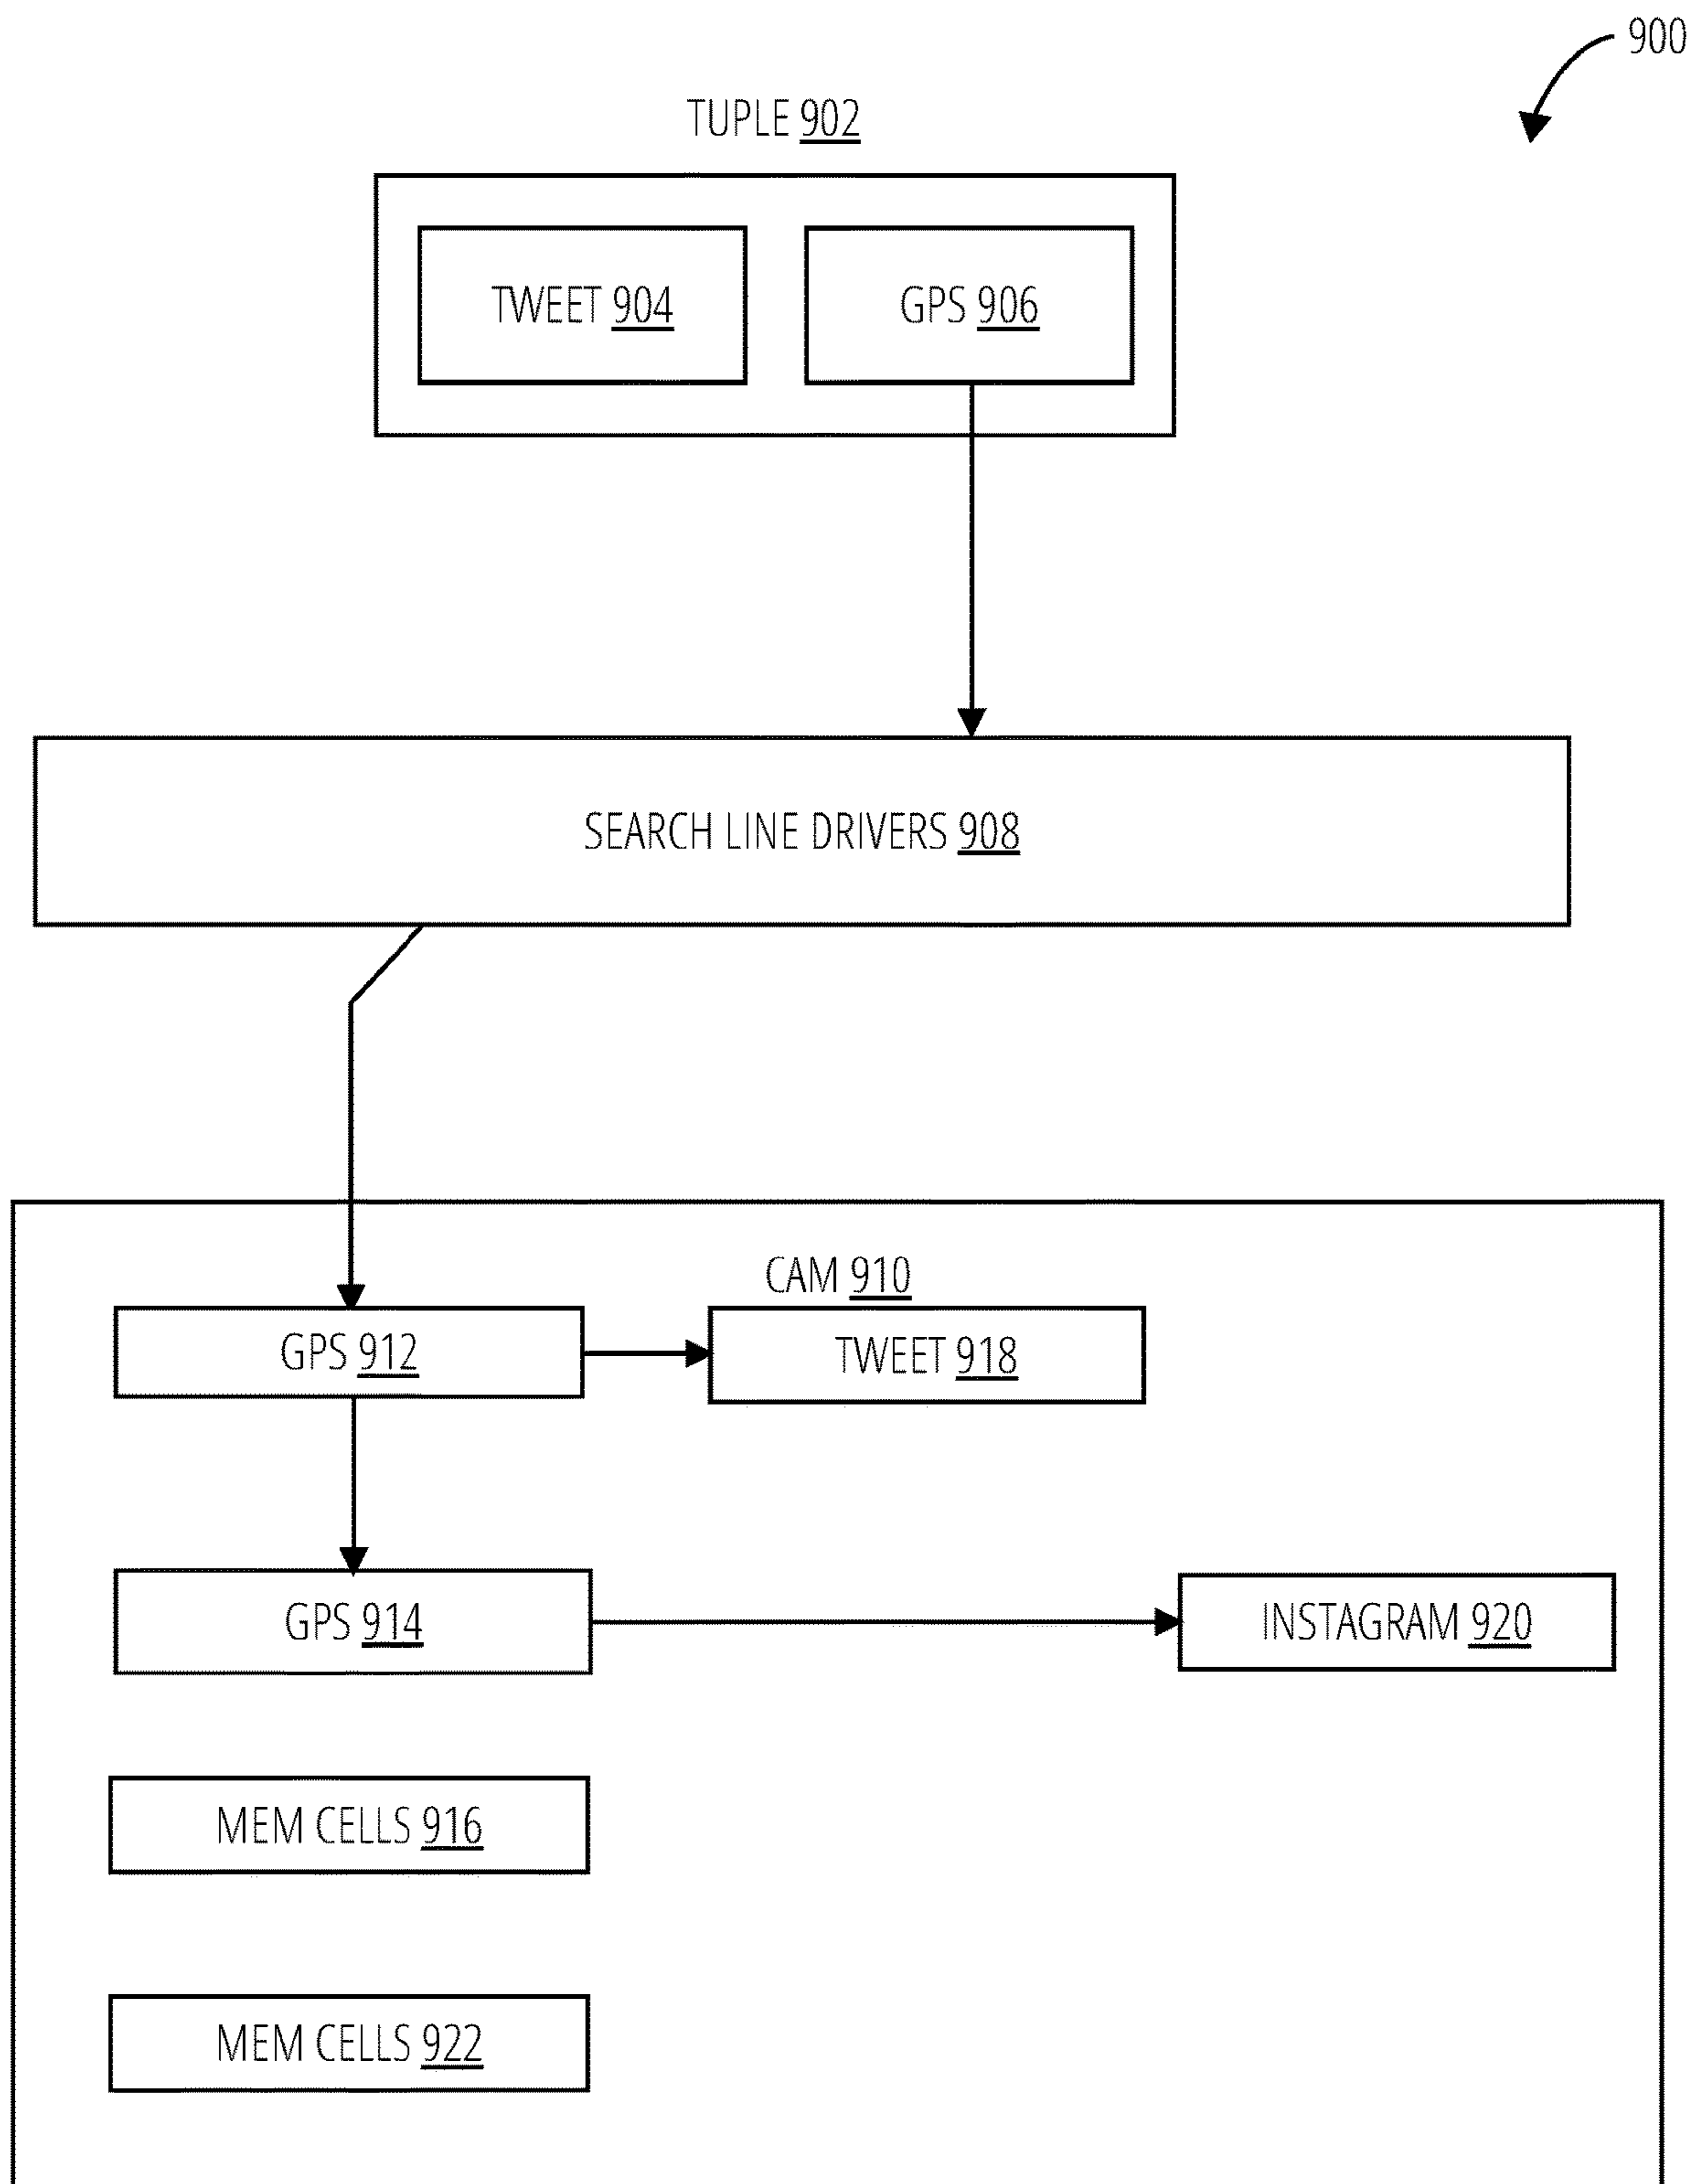 900
TUPLE 902
TWEET 904
GPS 906
SEARCH LINE DRIVERS 908
CAM 910
GPS 912
TWEET 918
GPS 914
INSTAGRAM 920
MEM CELLS 916
MEM CELLS 922